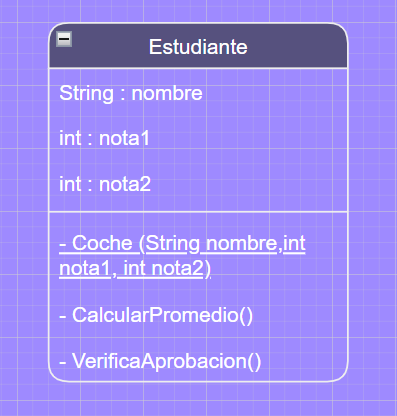 Estudiante
String : nombre
int : nota1
int : nota2
- Coche (String nombre,int
nota1, int nota2)
- CalcularPromedio()
- VerificaAprobacion()